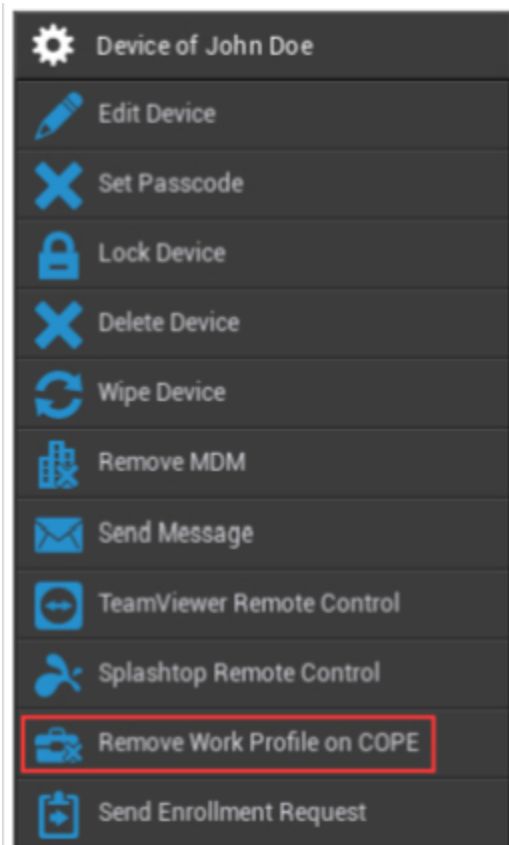 Device of John Doe
Edit Device
Set Passcode
Lock Device
Delete Device
Wipe Device
Remove MDM
Send Message
TeamViewer Remote Control
Splashtop Remote Control
Remove Work Profile on COPE
Send Enrollment Request